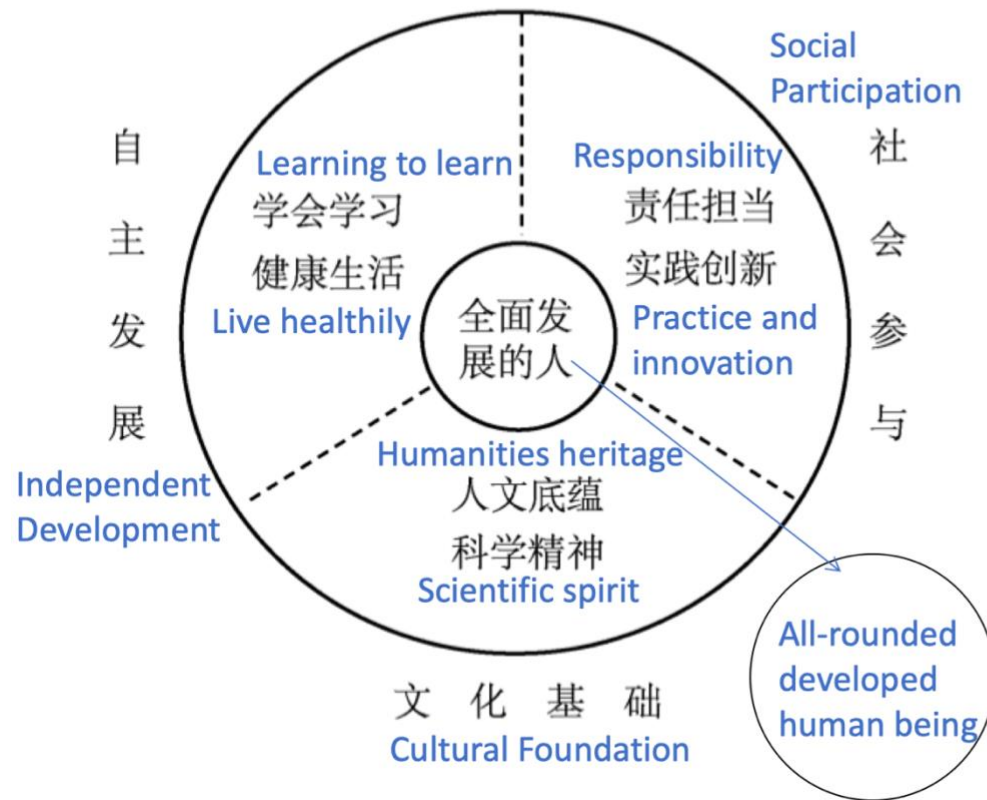 Social
Participation
自主发展
社会参与
Learning to learn
学会学习
健康生活
Live healthily
Responsibility
责任担当
实践创新
Practice and
innovation
全面发
展的人
Independent
Development
Humanities heritage
人文底蕴
科学精神
Scientific spirit
文化基础
Cultural Foundation
All-rounded
developed
human being